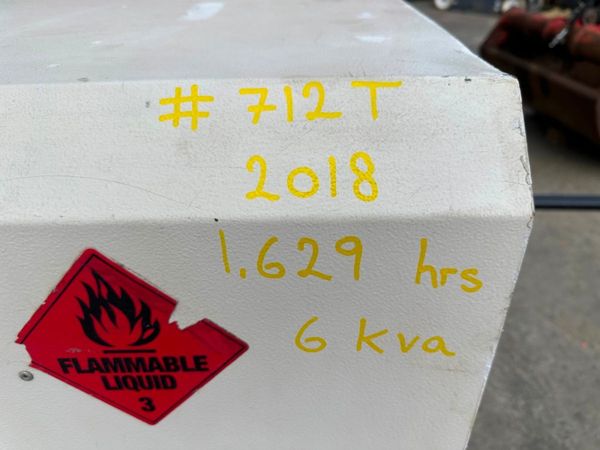 # 712T
2018
1.629 hrs
6 kva
FLAMMABLE
LIQUID
3